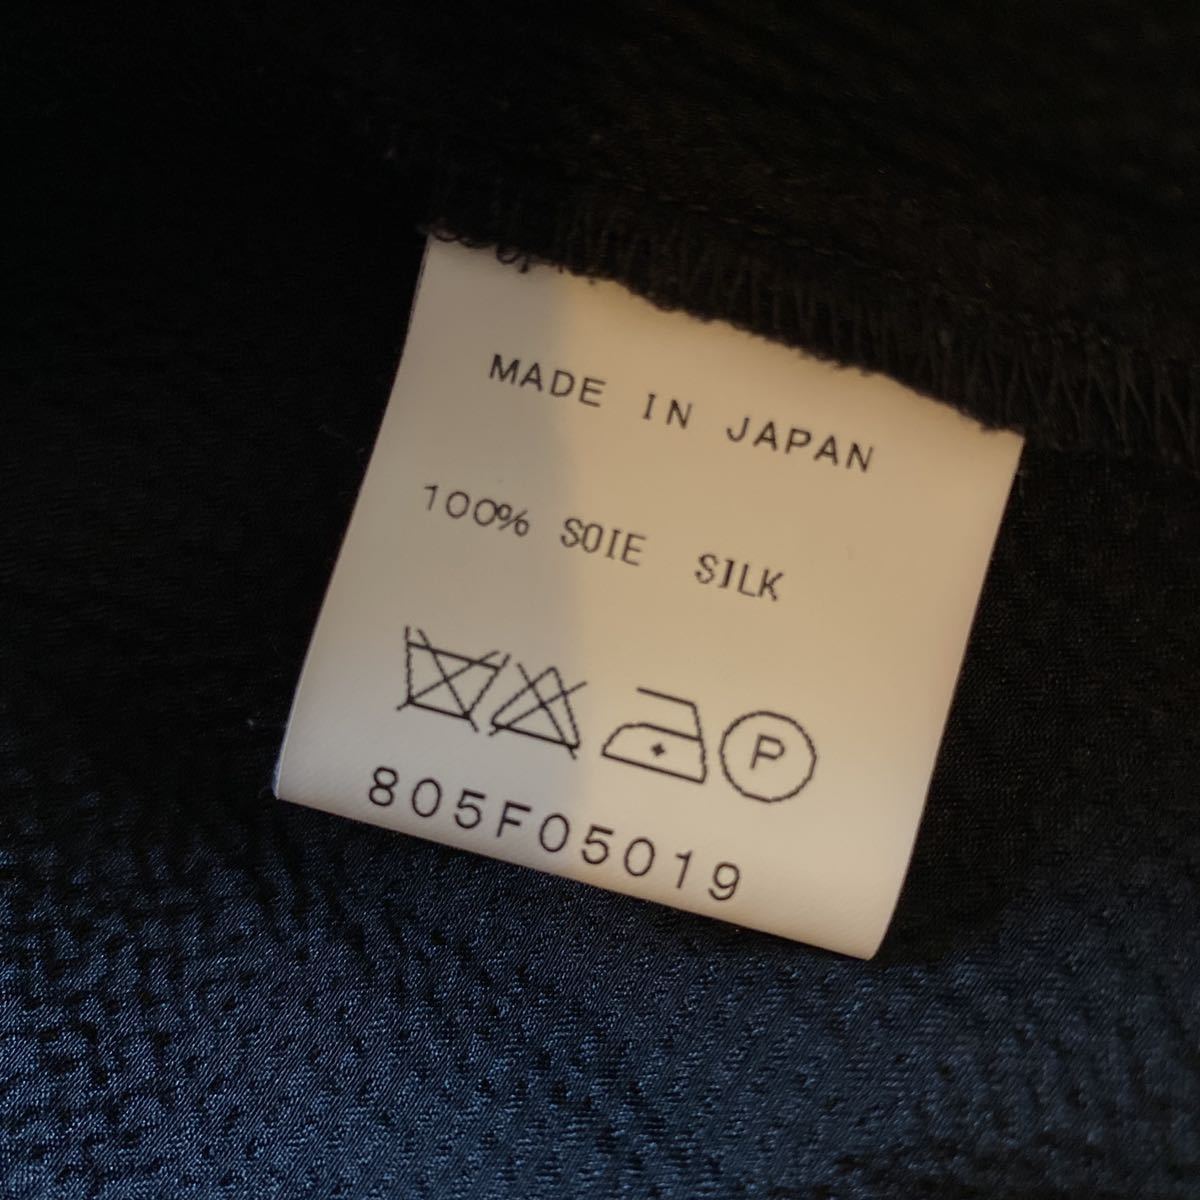 MADE IN JAPAN
100% SOIE SILK
P
805F05019